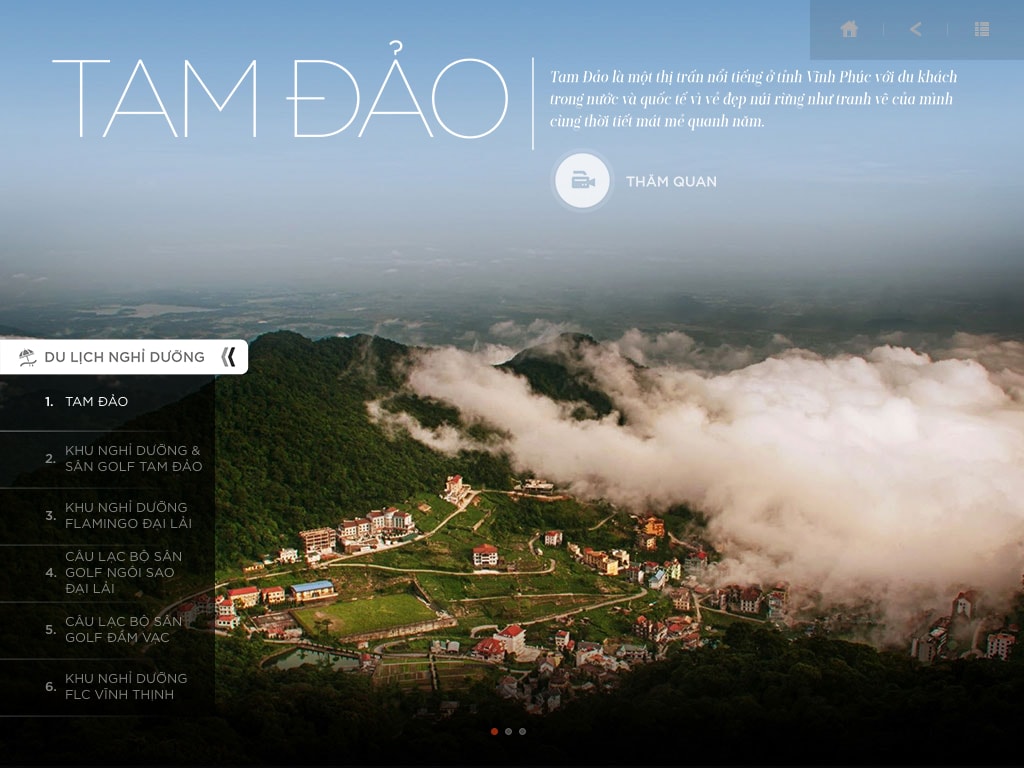 TAM ĐẢO
Tam Đảo là một thị trấn nổi tiếng ở tỉnh Vĩnh Phúc với du khách
trong nước và quốc tế vì vẻ đẹp núi rừng như tranh vẽ của mình
cùng thời tiết mát mẻ quanh năm.
THĂM QUAN
DU LỊCH NGHỈ DƯỠNG
1. TAM ĐẢO
2. KHU NGHỈ DƯỠNG &
SÂN GOLF TAM ĐẢO
3. KHU NGHỈ DƯỠNG
FLAMINGO ĐẠI LẢI
4. CÂU LẠC BỘ SÂN
GOLF NGÔI SAO
ĐẠI LẢI
5. CÂU LẠC BỘ SÂN
GOLF ĐẦM VẠC
6. KHU NGHỈ DƯỠNG
FLC VĨNH THỊNH